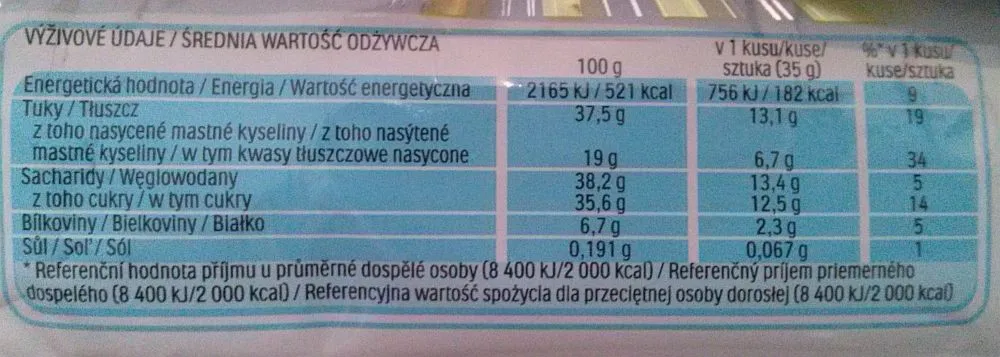 VÝŽIVOVÉ ÚDAJE / ŚREDNIA WARTOŚĆ ODŻYWCZA
100 g v 1 kusu/kuse/ sztuka (35 g) %* v 1 kusu/ kuse/sztuka
Energetická hodnota / Energia / Wartość energetyczna 2165 kJ / 521 kcal 756 kJ / 182 kcal 9
Tuky / Tłuszcz 37,5 g 13,1 g 19
z toho nasycené mastné kyseliny / z toho nasýtené
mastné kyseliny / w tym kwasy tłuszczowe nasycone 19 g 6,7 g 34
Sacharidy / Węglowodany 38,2 g 13,4 g 5
z toho cukry / w tym cukry 35,6 g 12,5 g 14
Bílkoviny / Bielkoviny / Białko 6,7 g 2,3 g 5
Sůl / Soľ / Sól 0,191 g 0,067 g 1
* Referenční hodnota příjmu u průměrné dospělé osoby (8 400 kJ/2 000 kcal) / Referenčný príjem priemerného
dospelého (8 400 kJ/2 000 kcal) / Referencyjna wartość spożycia dla przeciętnej osoby dorosłej (8 400 kJ/2 000 kcal)